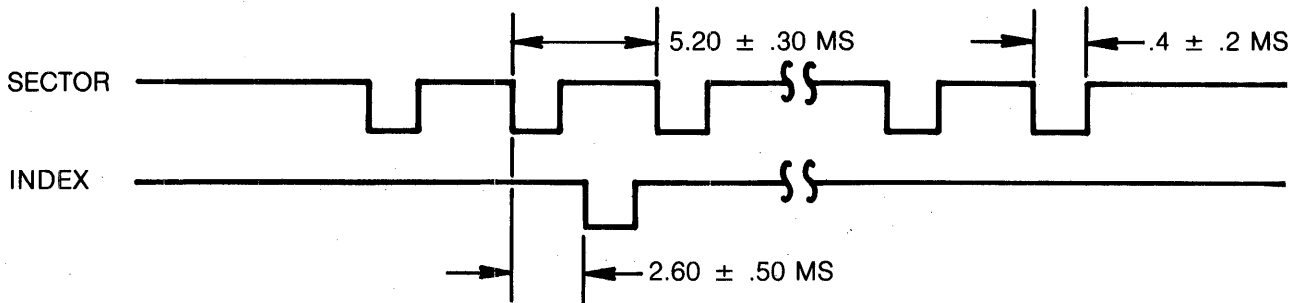 5.20 ± .30 MS
.4 ± .2 MS
SECTOR
INDEX
2.60 ± .50 MS